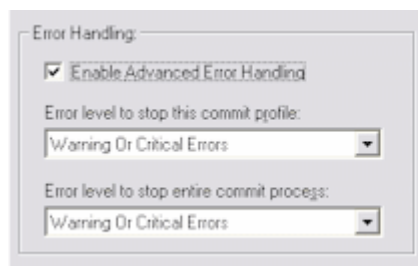 Error Handling:
Enable Advanced Error Handling
Error level to stop this commit profile:
Warning Or Critical Errors
Error level to stop entire commit process:
Warning Or Critical Errors